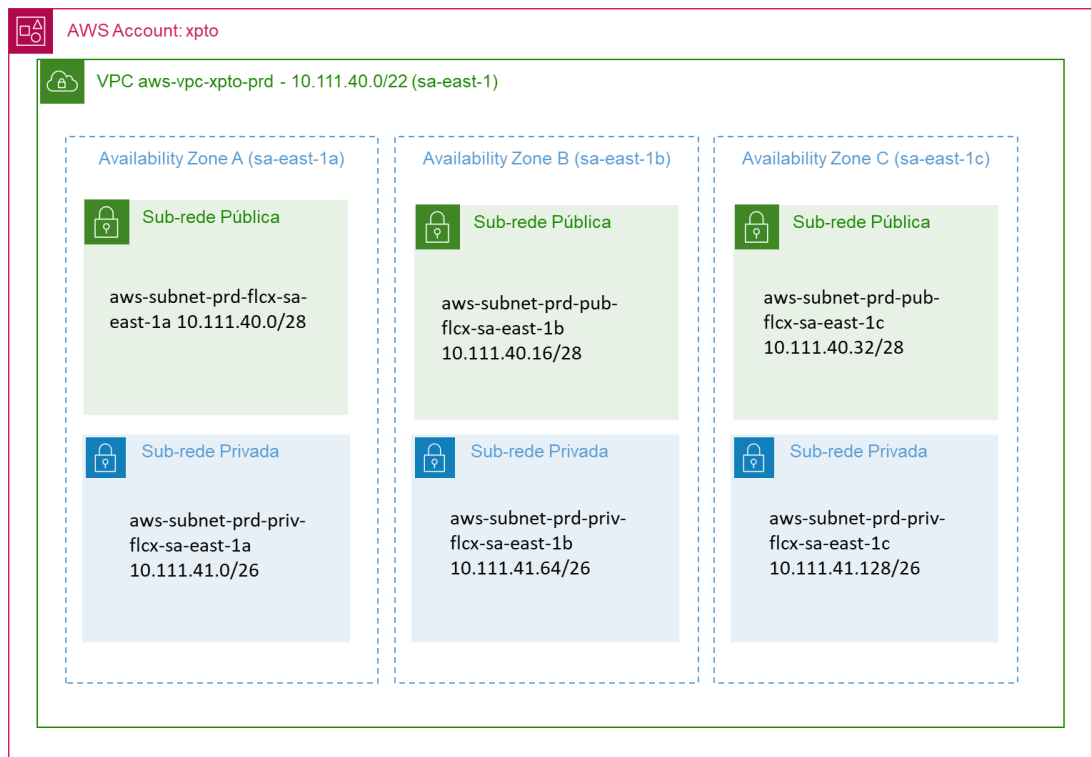 AWS Account: xpto
VPC aws-vpc-xpto-prd - 10.111.40.0/22 (sa-east-1)
Availability Zone A (sa-east-1a)
Sub-rede Pública
aws-subnet-prd-flcx-sa-
east-1a 10.111.40.0/28
Sub-rede Privada
aws-subnet-prd-priv-
flcx-sa-east-1a
10.111.41.0/26
Availability Zone B (sa-east-1b)
Sub-rede Pública
aws-subnet-prd-pub-
flcx-sa-east-1b
10.111.40.16/28
Sub-rede Privada
aws-subnet-prd-priv-
flcx-sa-east-1b
10.111.41.64/26
Availability Zone C (sa-east-1c)
Sub-rede Pública
aws-subnet-prd-pub-
flcx-sa-east-1c
10.111.40.32/28
Sub-rede Privada
aws-subnet-prd-priv-
flcx-sa-east-1c
10.111.41.128/26